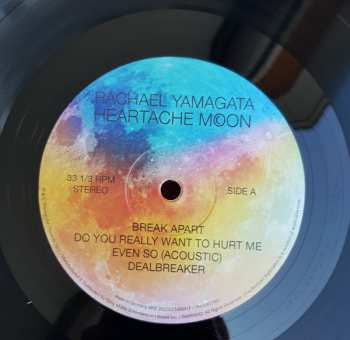 RACHAEL YAMAGATA
HEARTACHE M©ON
33 1/3 RPM
STEREO
SIDE A
BREAK APART
DO YOU REALLY WANT TO HURT ME
EVEN SO (ACOUSTIC)
DEALBREAKER